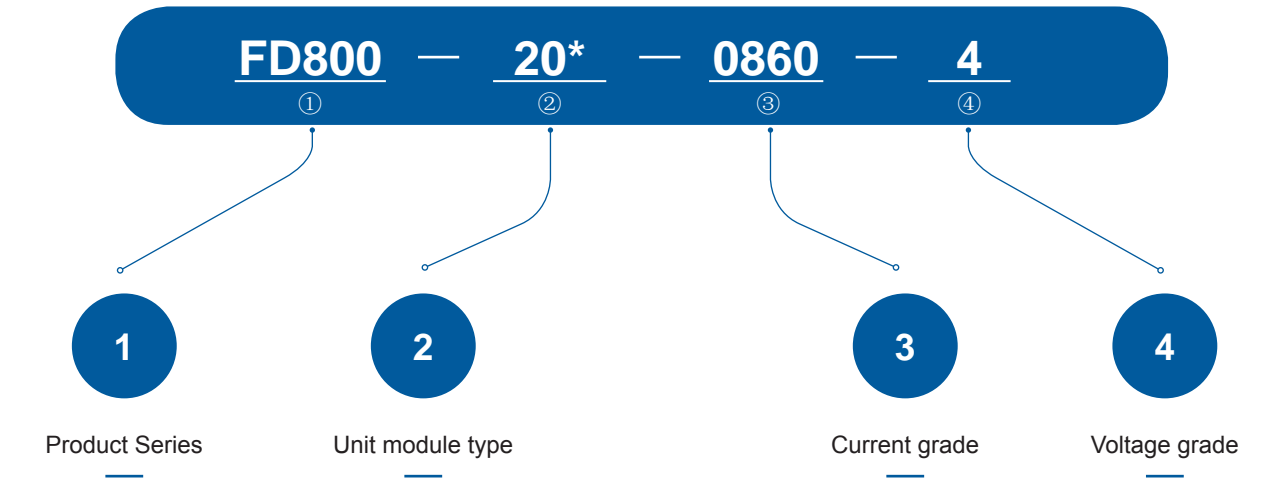 FD800 — 20* — 0860 — 4
① ② ③ ④
1 2 3 4
Product Series Unit module type Current grade Voltage grade